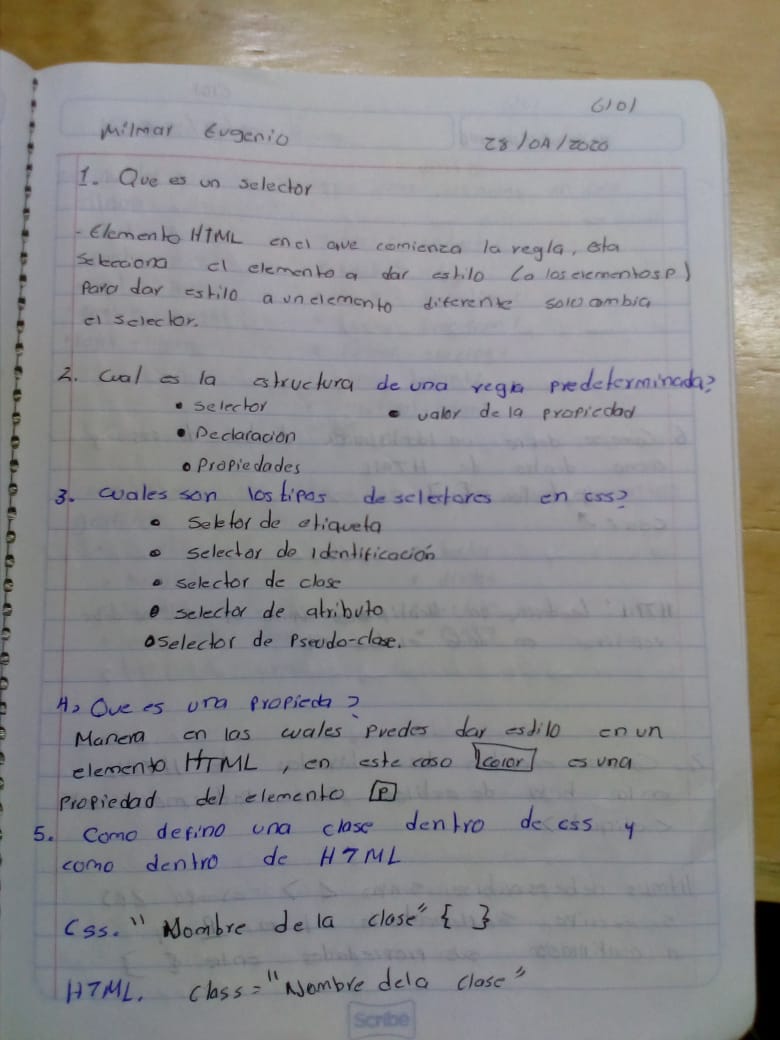 6101
Milmar Eugenio
28/04/2020
1. Que es un selector
- Elemento HTML en el que comienza la regla, esta
selecciona el elemento a dar estilo (a los elementos P)
Para dar estilo a un elemento diferente solo cambia
el selector.
2. Cual es la estructura de una regla predeterminada?
• selector • valor de la propiedad
• Declaración
• Propiedades
3. Cuales son los tipos de selectores en css?
• Seletor de etiqueta
• selector de Identificación
• selector de clase
• selector de atributo
• Selector de Pseudo-clase.
4, Que es una propieda?
Manera en las cuales puedes dar estilo en un
elemento HTML, en este caso color es una
Propiedad del elemento P
5. Como defino una clase dentro de css y
como dentro de HTML
Css. "Nombre de la clase" { }
HTML. Class = "Nombre dela clase"
Scribe